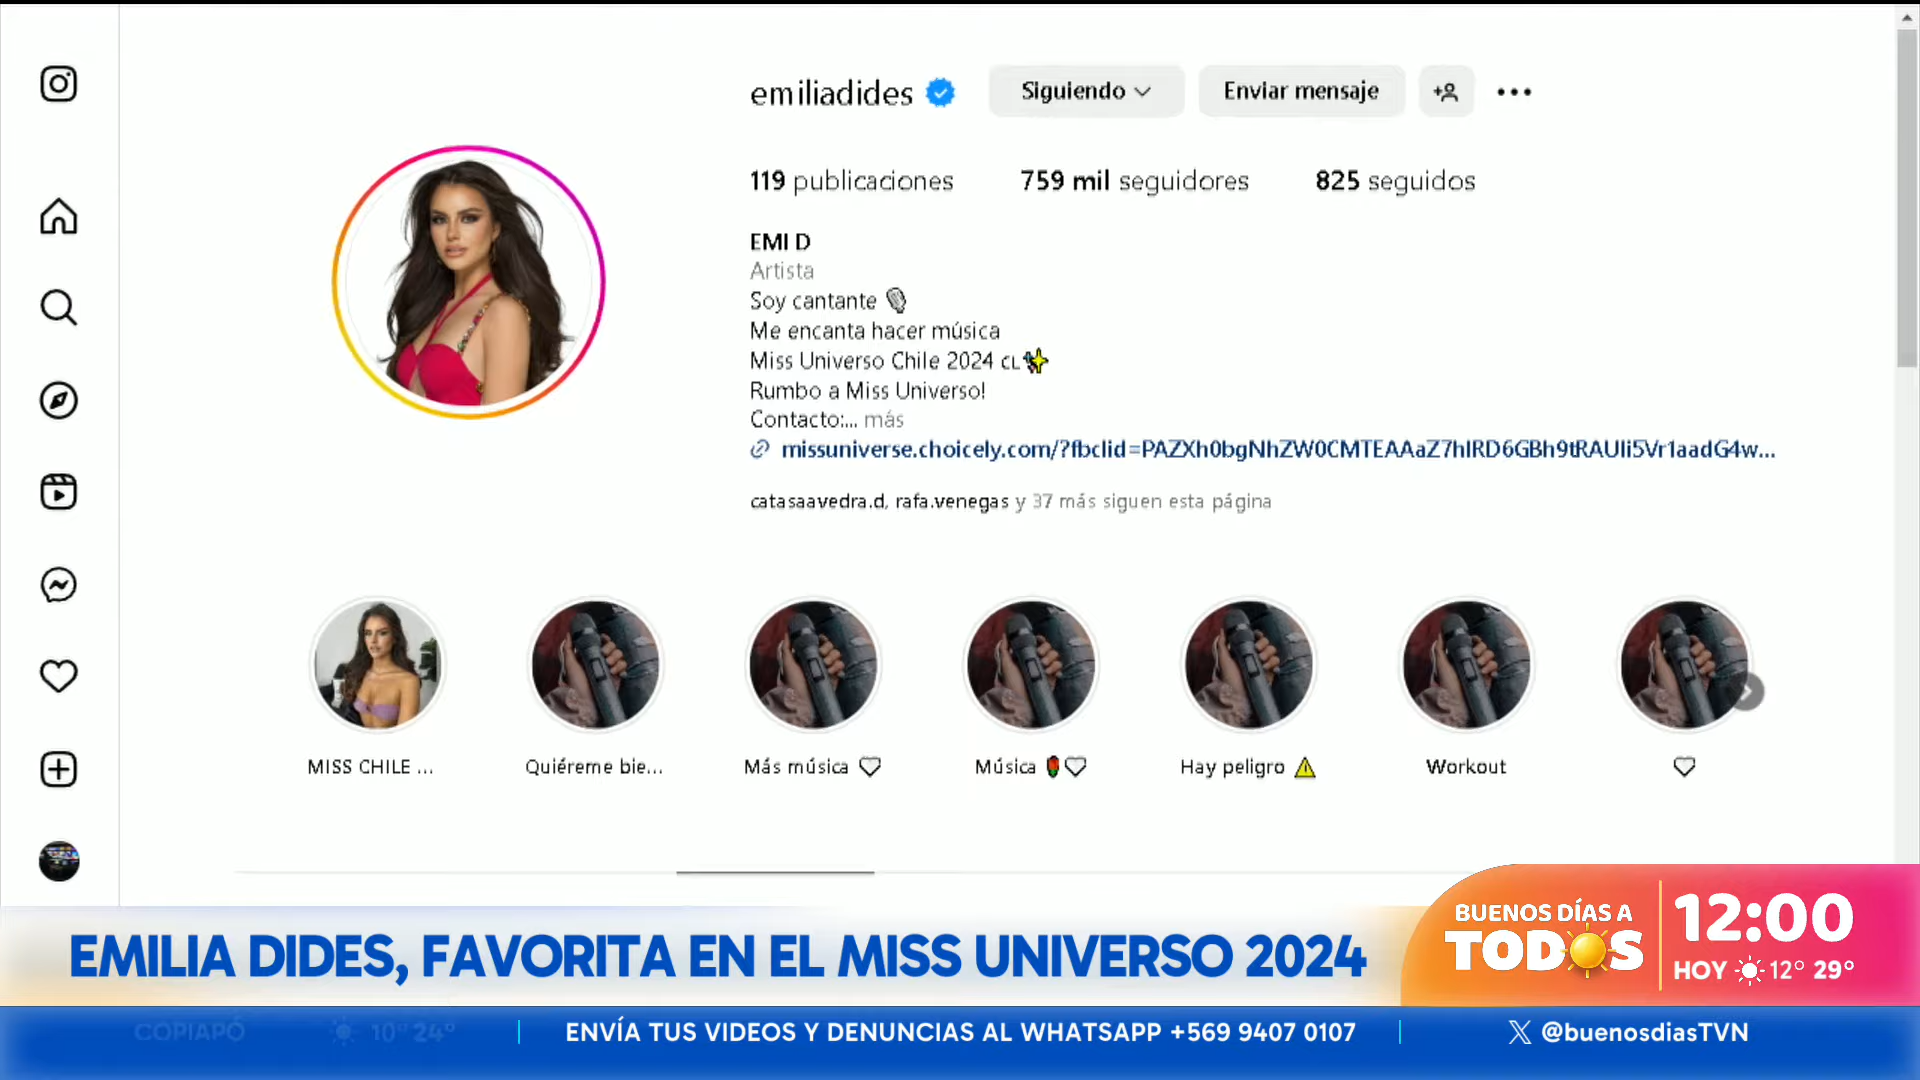 emiliadides
Siguiendo
Enviar mensaje
119 publicaciones
759 mil seguidores
825 seguidos
EMI D
Artista
Soy cantante
Me encanta hacer música
Miss Universo Chile 2024 CL
Rumbo a Miss Universo!
Contacto:... más
missuniverse.choicely.com/?fbclid=PAZXh0bgNhZW0CMTEAAaZ7hlRD6GBh9tRAUIi5Vr1aadG4w...
catasaavedra.d, rafa.venegas y 37 más siguen esta página
MISS CHILE ...
Quiéreme bie...
Más música
Música
Hay peligro
Workout
EMILIA DIDES, FAVORITA EN EL MISS UNIVERSO 2024
BUENOS DÍAS A
TODOS
12:00
HOY 12° 29°
COPIAPÓ 10° 24°
ENVÍA TUS VIDEOS Y DENUNCIAS AL WHATSAPP +569 9407 0107
@buenosdiasTVN